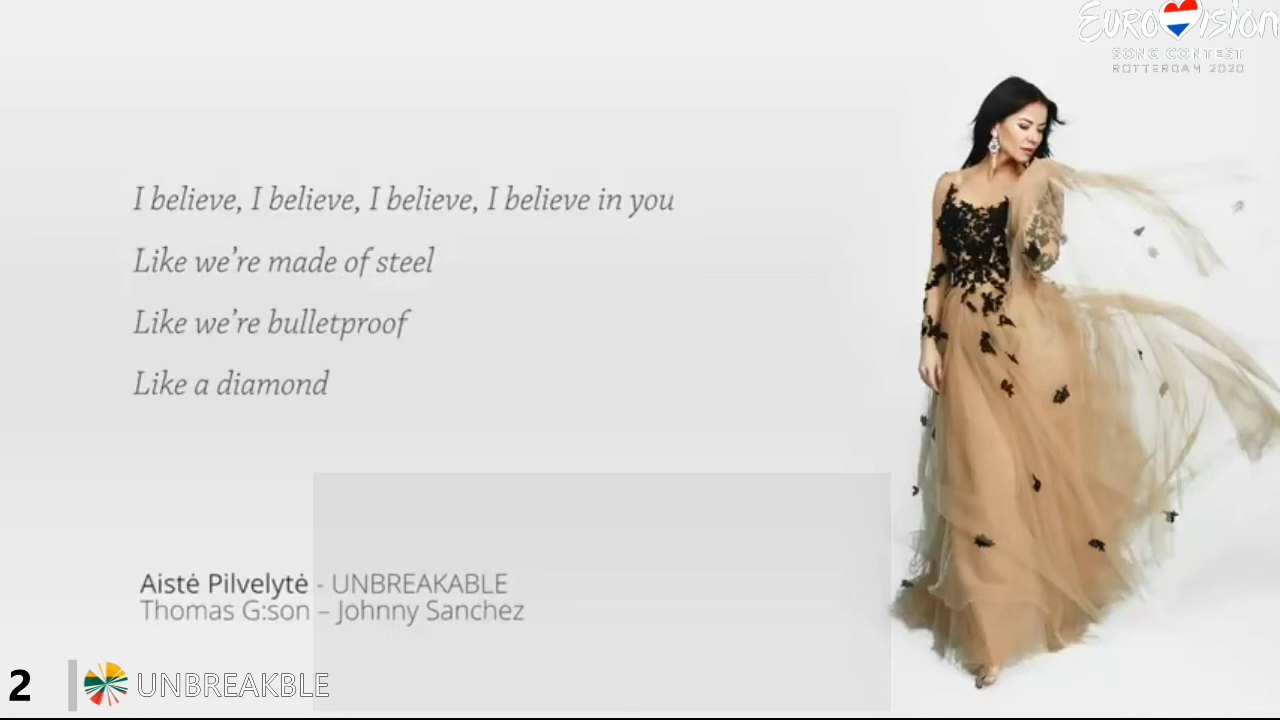 EUROVISION
SONG CONTEST
ROTTERDAM 2020
I believe, I believe, I believe, I believe in you
Like we're made of steel
Like we're bulletproof
Like a diamond
Aistė Pilvelytė - UNBREAKABLE
Thomas G:son – Johnny Sanchez
2 UNBREAKBLE